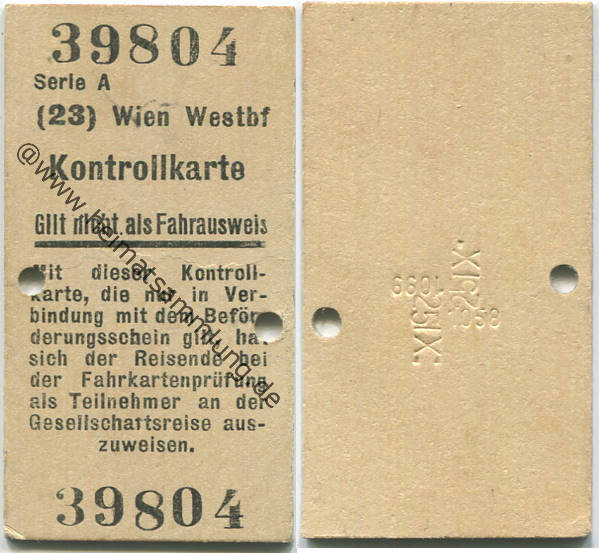 39804
Serie A
(23) Wien Westbf
Kontrollkarte
Gilt nicht als Fahrausweis
Mit dieser Kontroll-
karte, die nur in Ver-
bindung mit dem Beför-
derungsschein gilt, hat
sich der Reisende bei
der Fahrkartenprüfung
als Teilnehmer an der
Gesellschaftsreise aus-
zuweisen.
39804
@www.heimatsammlung.de